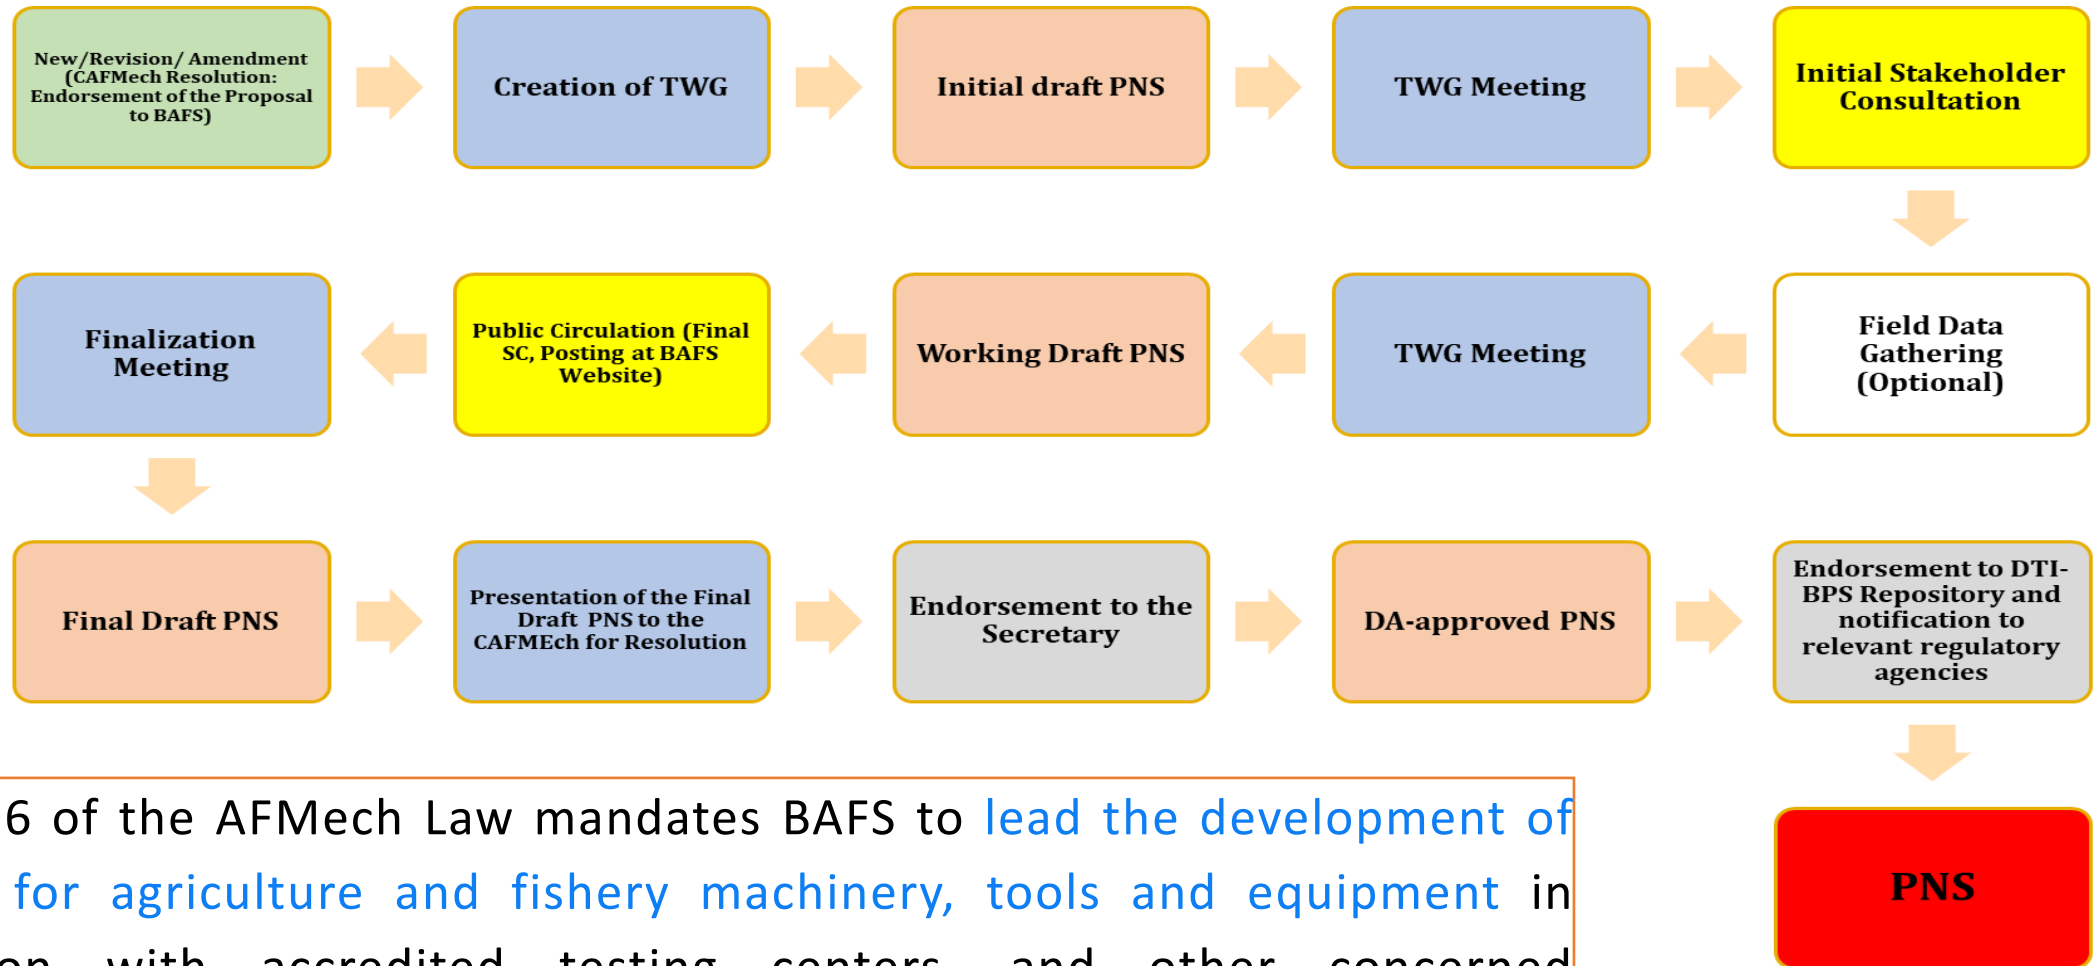 New/Revision/ Amendment
(CAFMech Resolution:
Endorsement of the Proposal
to BAFS)
Creation of TWG
Initial draft PNS
TWG Meeting
Initial Stakeholder
Consultation
Field Data
Gathering
(Optional)
TWG Meeting
Working Draft PNS
Public Circulation (Final
SC, Posting at BAFS
Website)
Finalization
Meeting
Final Draft PNS
Presentation of the Final
Draft PNS to the
CAFMEch for Resolution
Endorsement to the
Secretary
DA-approved PNS
Endorsement to DTI-
BPS Repository and
notification to
relevant regulatory
agencies
PNS
6 of the AFMech Law mandates BAFS to lead the development of
for agriculture and fishery machinery, tools and equipment in
on with accredited testing centers, and other concerned